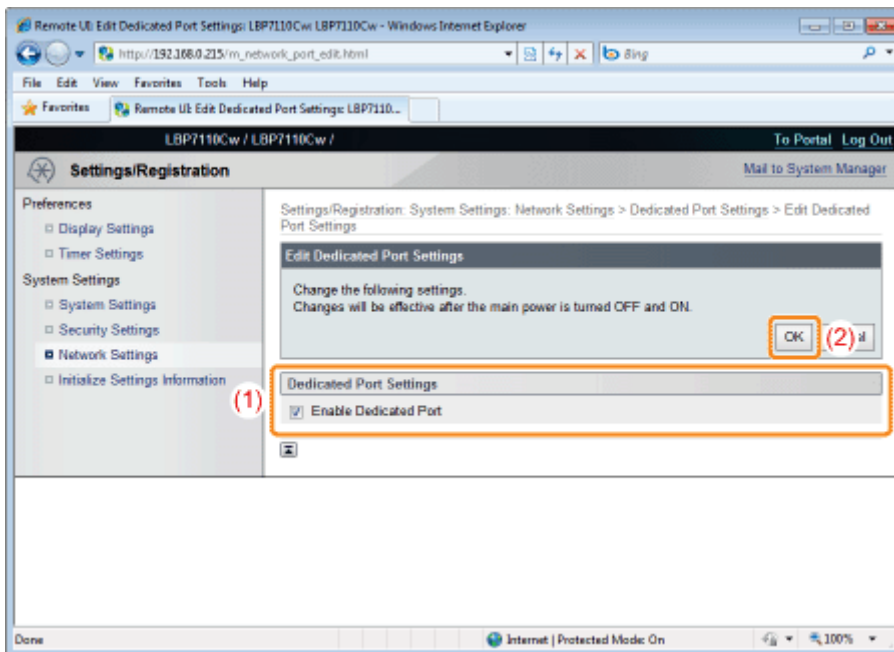 Remote UI: Edit Dedicated Port Settings: LBP7110Cw: LBP7110Cw - Windows Internet Explorer
http://192.168.0.215/m_network_port_edit.html
Bing
File Edit View Favorites Tools Help
Favorites
Remote UI: Edit Dedicated Port Settings: LBP7110...
LBP7110Cw / LBP7110Cw /
To Portal Log Out
Settings/Registration
Mail to System Manager
Preferences
Display Settings
Timer Settings
System Settings
System Settings
Security Settings
Network Settings
Initialize Settings Information
Settings/Registration: System Settings: Network Settings > Dedicated Port Settings > Edit Dedicated
Port Settings
Edit Dedicated Port Settings
Change the following settings.
Changes will be effective after the main power is turned OFF and ON.
OK
(2)
(1)
Dedicated Port Settings
Enable Dedicated Port
Done
Internet | Protected Mode: On
100%